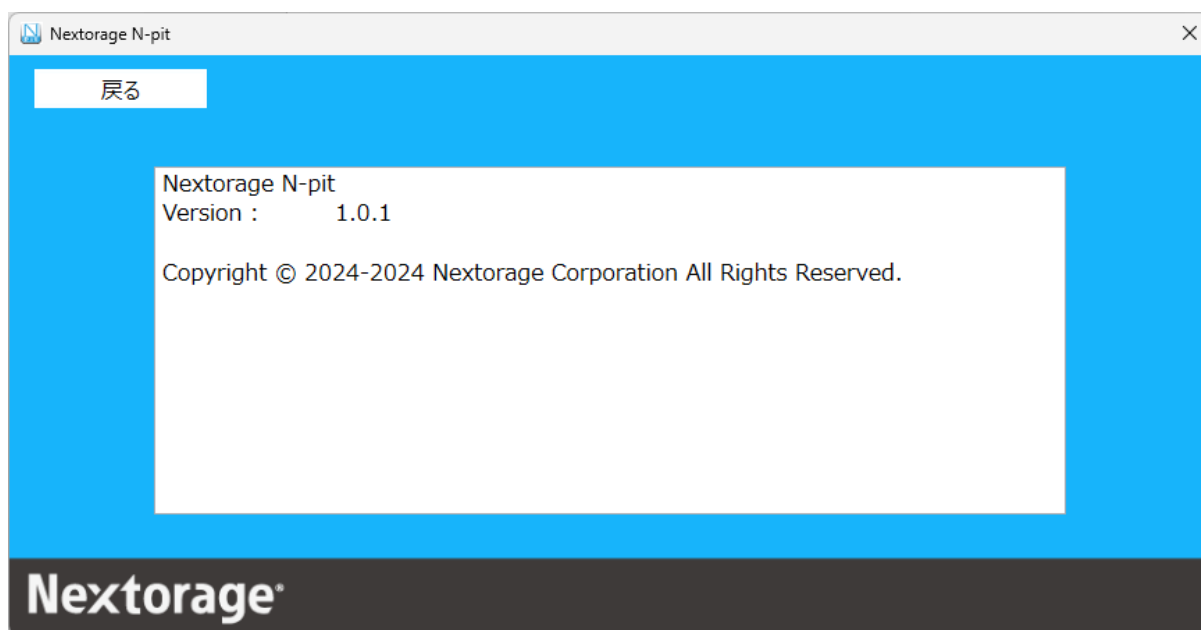 Nextorage N-pit
戻る
Nextorage N-pit
Version : 1.0.1
Copyright © 2024-2024 Nextorage Corporation All Rights Reserved.
Nextorage®